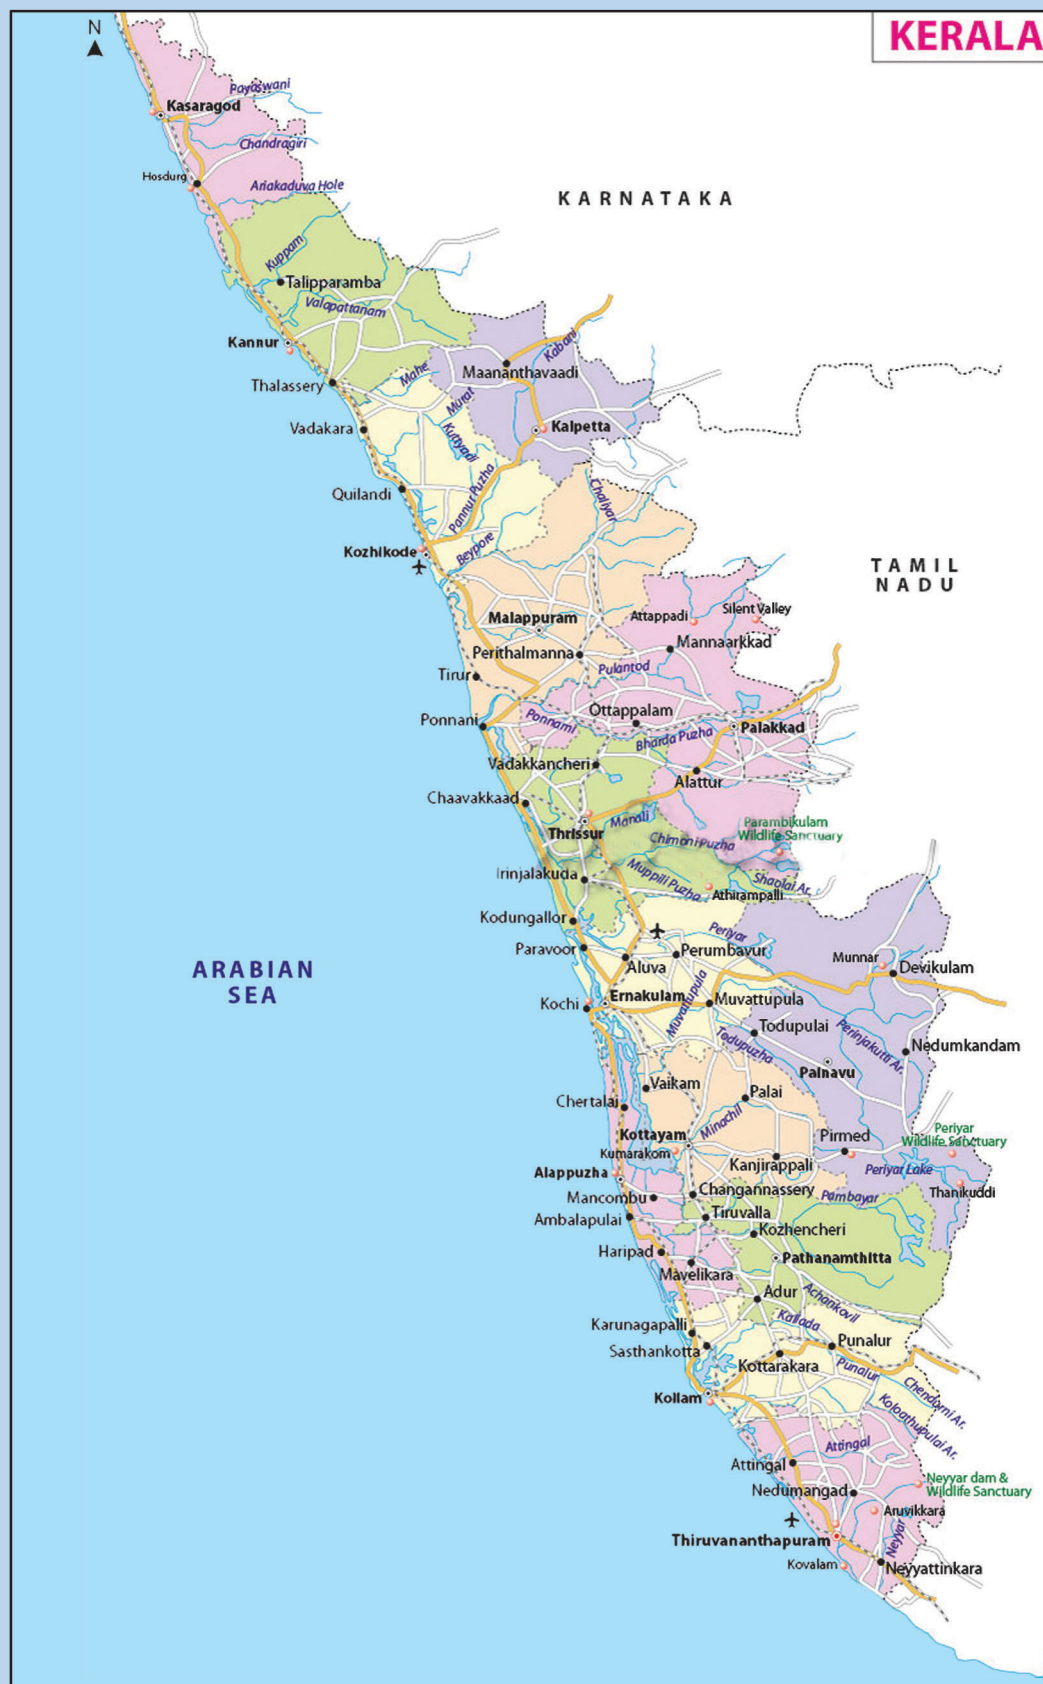 N
KERALA
Payaswani
Kasaragod
Chandragiri
Hosdurg
Ariakaduva Hole
KARNATAKA
Kuppam
Talipparamba
Valapattanam
Kannur
Kabani
Mahe
Maananthavaadi
Thalassery
Murat
Kalpetta
Vadakara
Kuttyadi
Quilandi
Pannur Puzha
Chaliyar
Kozhikode
Beypore
TAMIL
NADU
Malappuram
Attappadi
Silent Valley
Perithalmanna
Mannaarkkad
Tirur
Pulantod
Ottappalam
Ponnani
Ponnami
Palakkad
Bharda Puzha
Vadakkancheri
Alattur
Chaavakkaad
Manali
Parambikulam
Wildlife Sanctuary
Thrissur
Chimoni Puzha
Irinjalakuda
Muppili Puzha
Shaolai Ar.
Athirampalli
Kodungallor
Periyar
Paravoor
Perumbavur
Munnar
Aluva
Devikulam
ARABIAN
SEA
Kochi
Ernakulam
Muvattupula
Muvattupula
Todupulai
Todupuzha
Perinjakutti Ar.
Nedumkandam
Painavu
Vaikam
Palai
Chertalai
Minachil
Kottayam
Pirmed
Periyar
Wildlife Sanctuary
Kumarakom
Kanjirappali
Periyar Lake
Alappuzha
Changannassery
Thanikuddi
Mancombu
Pambayar
Ambalapulai
Tiruvalla
Kozhencheri
Haripad
Pathanamthitta
Mavelikara
Adur
Achankovil
Karunagapalli
Kallada
Sasthankotta
Punalur
Kottarakara
Punalur
Kollam
Chendarni Ar.
Koloathupulai Ar.
Attingal
Attingal
Neyyar dam &
Wildlife Sanctuary
Nedumangad
Aruvikkara
Thiruvananthapuram
Neyyar
Kovalam
Neyyattinkara